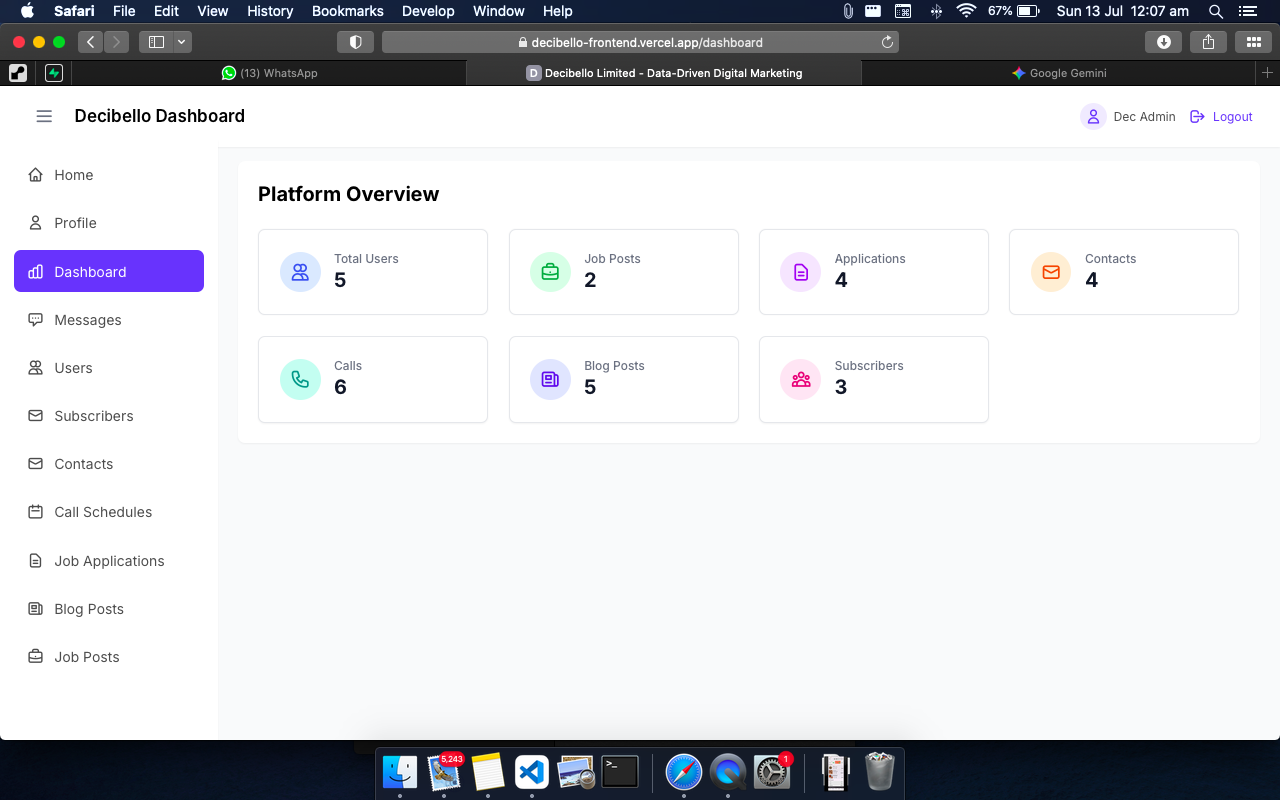 Safari File Edit View History Bookmarks Develop Window Help 67% Sun 13 Jul 12:07 am
decibello-frontend.vercel.app/dashboard
(13) WhatsApp
D Decibello Limited - Data-Driven Digital Marketing
Google Gemini
Decibello Dashboard
Dec Admin
Logout
Home
Profile
Dashboard
Messages
Users
Subscribers
Contacts
Call Schedules
Job Applications
Blog Posts
Job Posts
Platform Overview
Total Users
5
Job Posts
2
Applications
4
Contacts
4
Calls
6
Blog Posts
5
Subscribers
3
5,243
>_
1